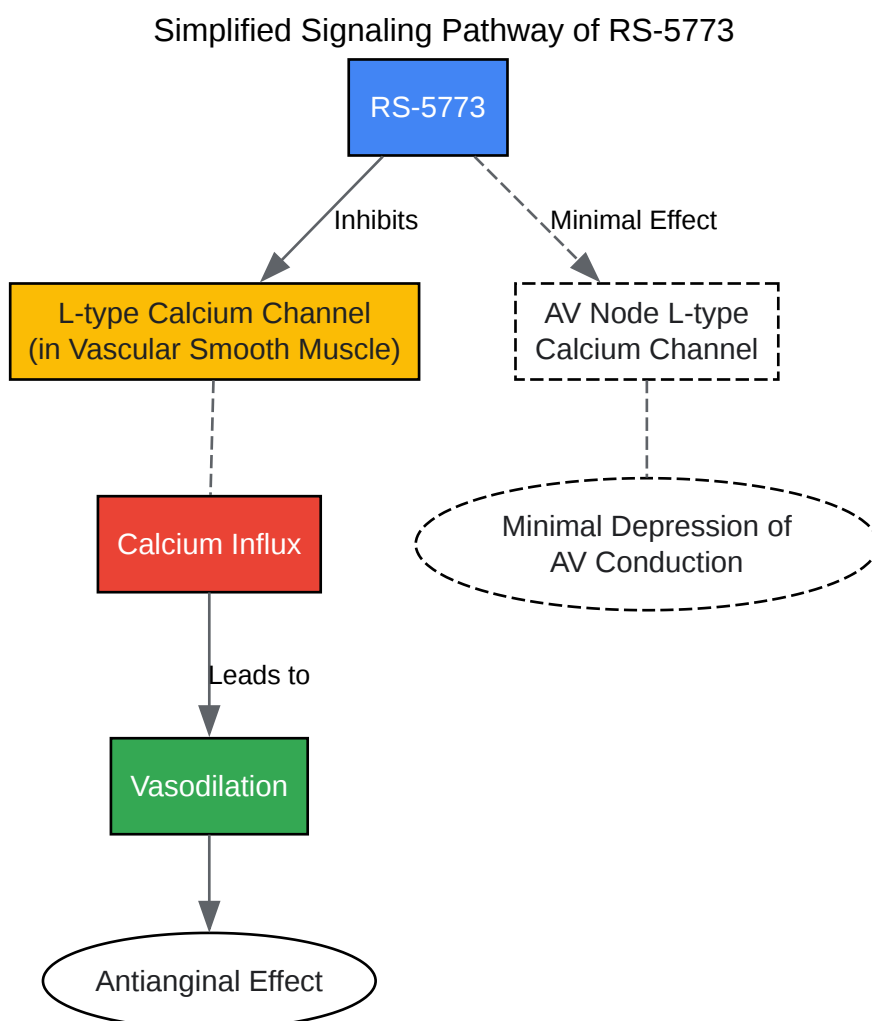 Simplified Signaling Pathway of RS-5773
RS-5773
Inhibits
Minimal Effect
L-type Calcium Channel
(in Vascular Smooth Muscle)
AV Node L-type
Calcium Channel
Calcium Influx
Minimal Depression of
AV Conduction
Leads to
Vasodilation
Antianginal Effect